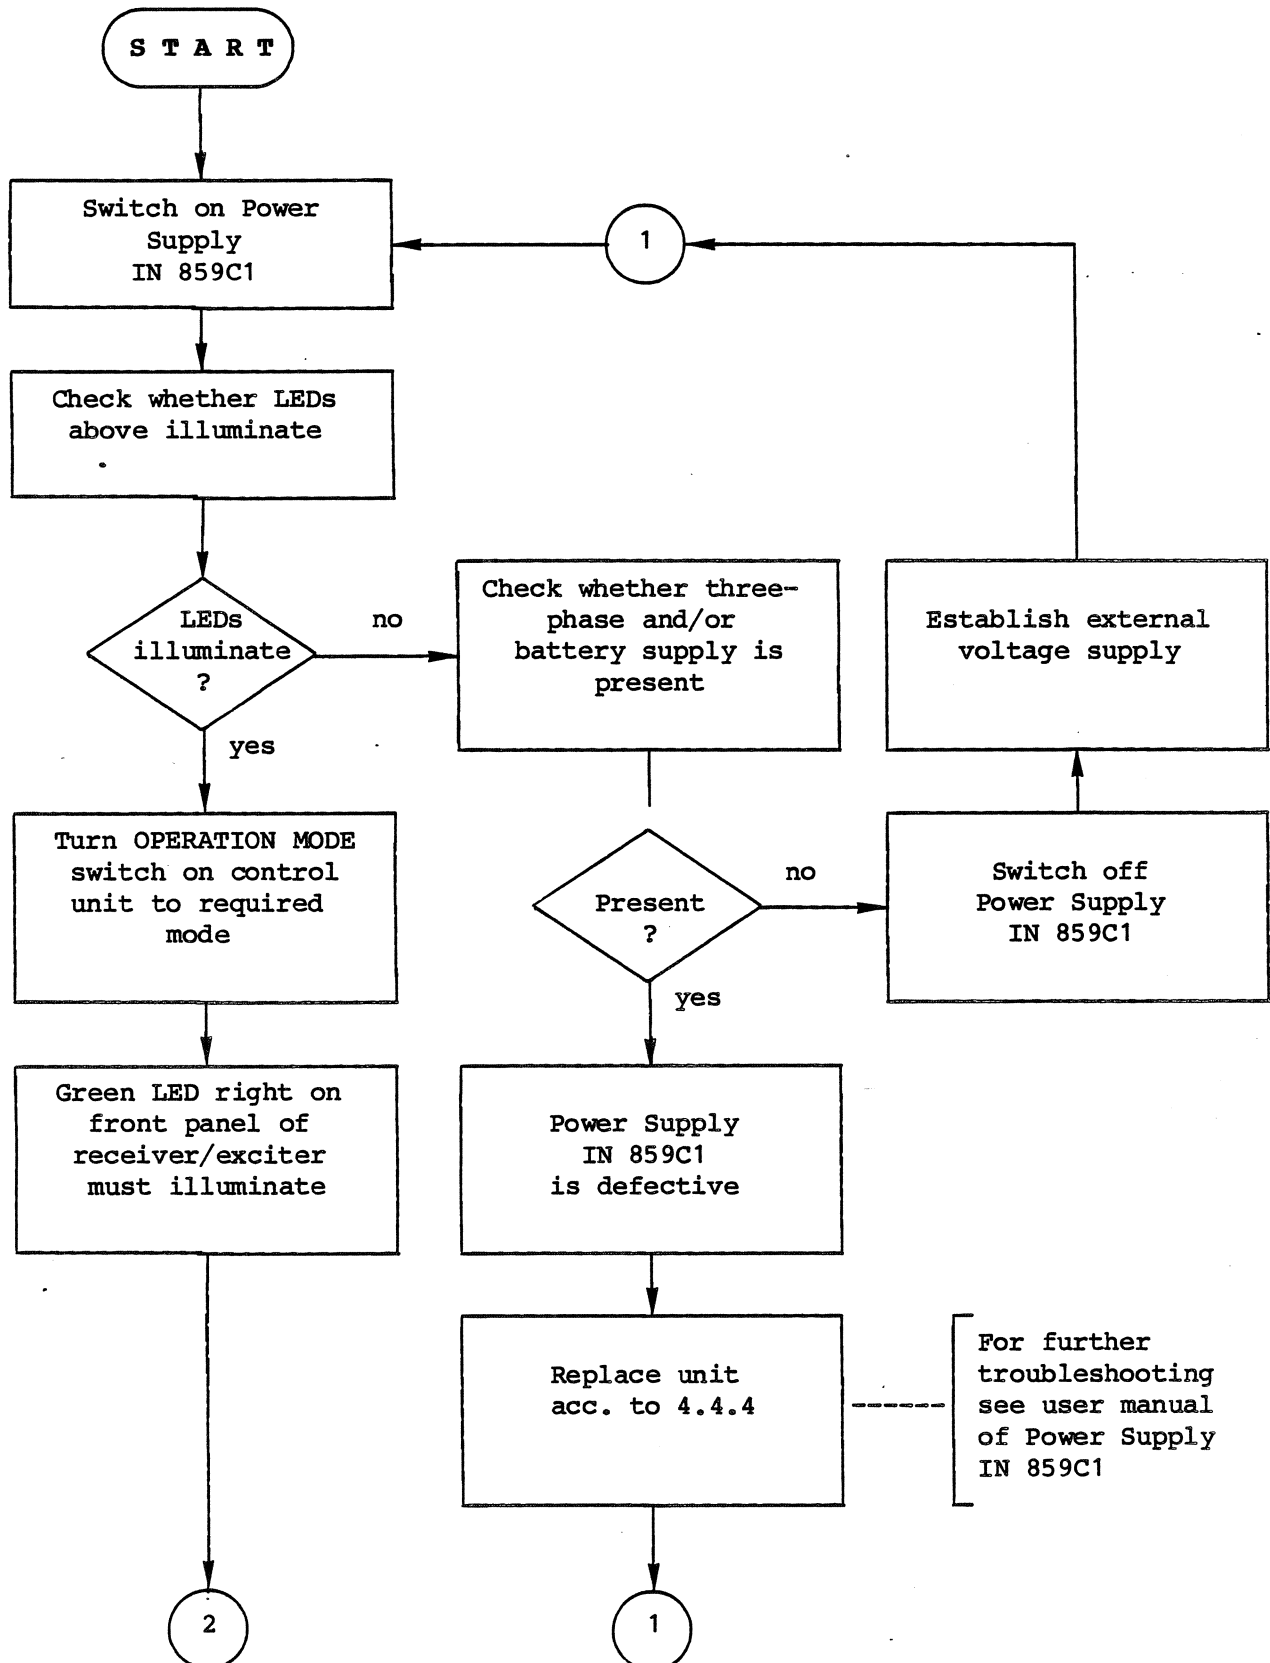 S T A R T
Switch on Power
Supply
IN 859C1
1
Check whether LEDs
above illuminate
LEDs
illuminate
?
no
yes
Check whether three-
phase and/or
battery supply is
present
Establish external
voltage supply
Turn OPERATION MODE
switch on control
unit to required
mode
Present
?
no
yes
Switch off
Power Supply
IN 859C1
Green LED right on
front panel of
receiver/exciter
must illuminate
Power Supply
IN 859C1
is defective
Replace unit
acc. to 4.4.4
For further
troubleshooting
see user manual
of Power Supply
IN 859C1
2
1